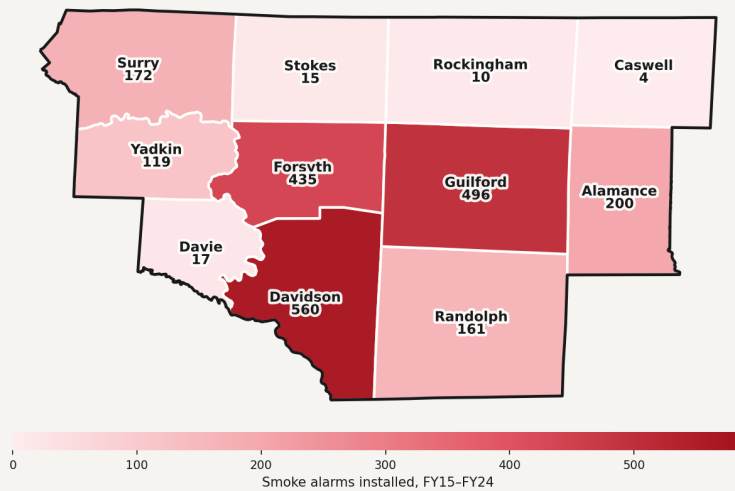 Surry
172
Stokes
15
Rockingham
10
Caswell
4
Yadkin
119
Forsyth
435
Guilford
496
Alamance
200
Davie
17
Davidson
560
Randolph
161
0 100 200 300 400 500
Smoke alarms installed, FY15–FY24